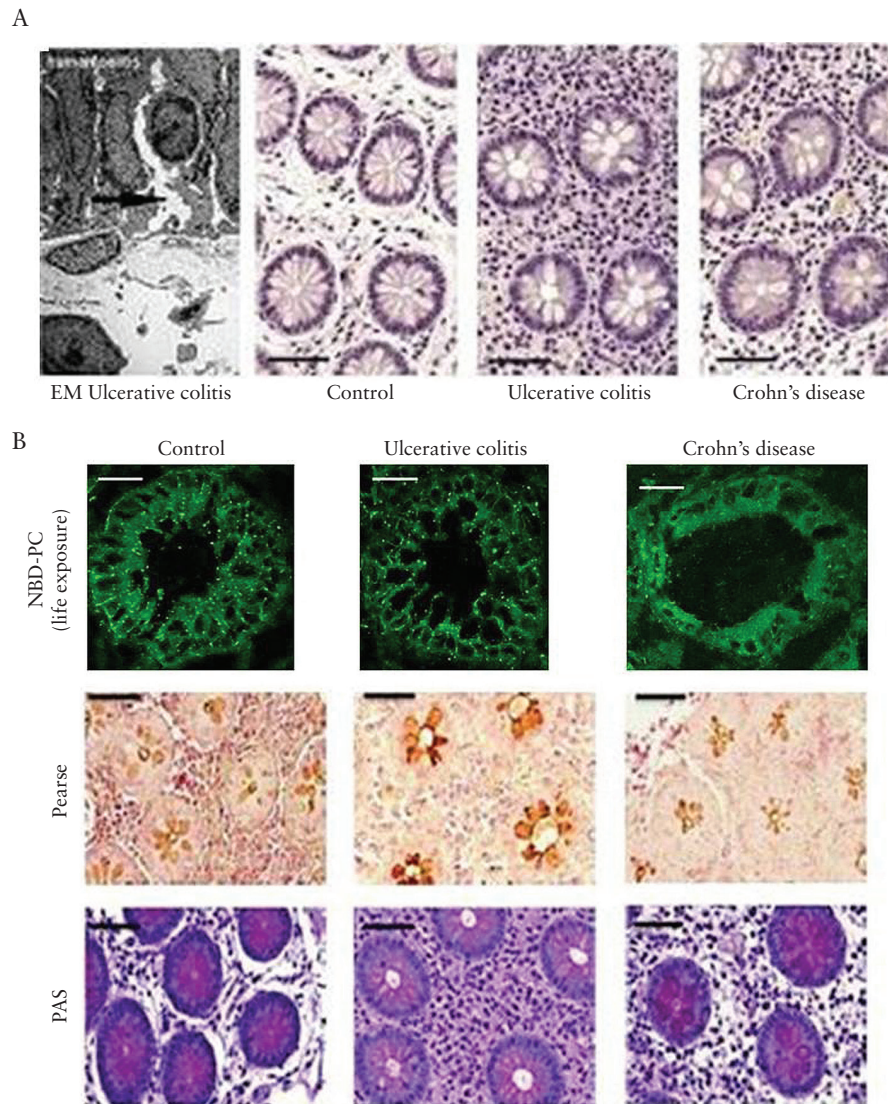 A
EM Ulcerative colitis
Control
Ulcerative colitis
Crohn's disease
B
Control
Ulcerative colitis
Crohn's disease
NBD-PC
(life exposure)
Pearse
PAS